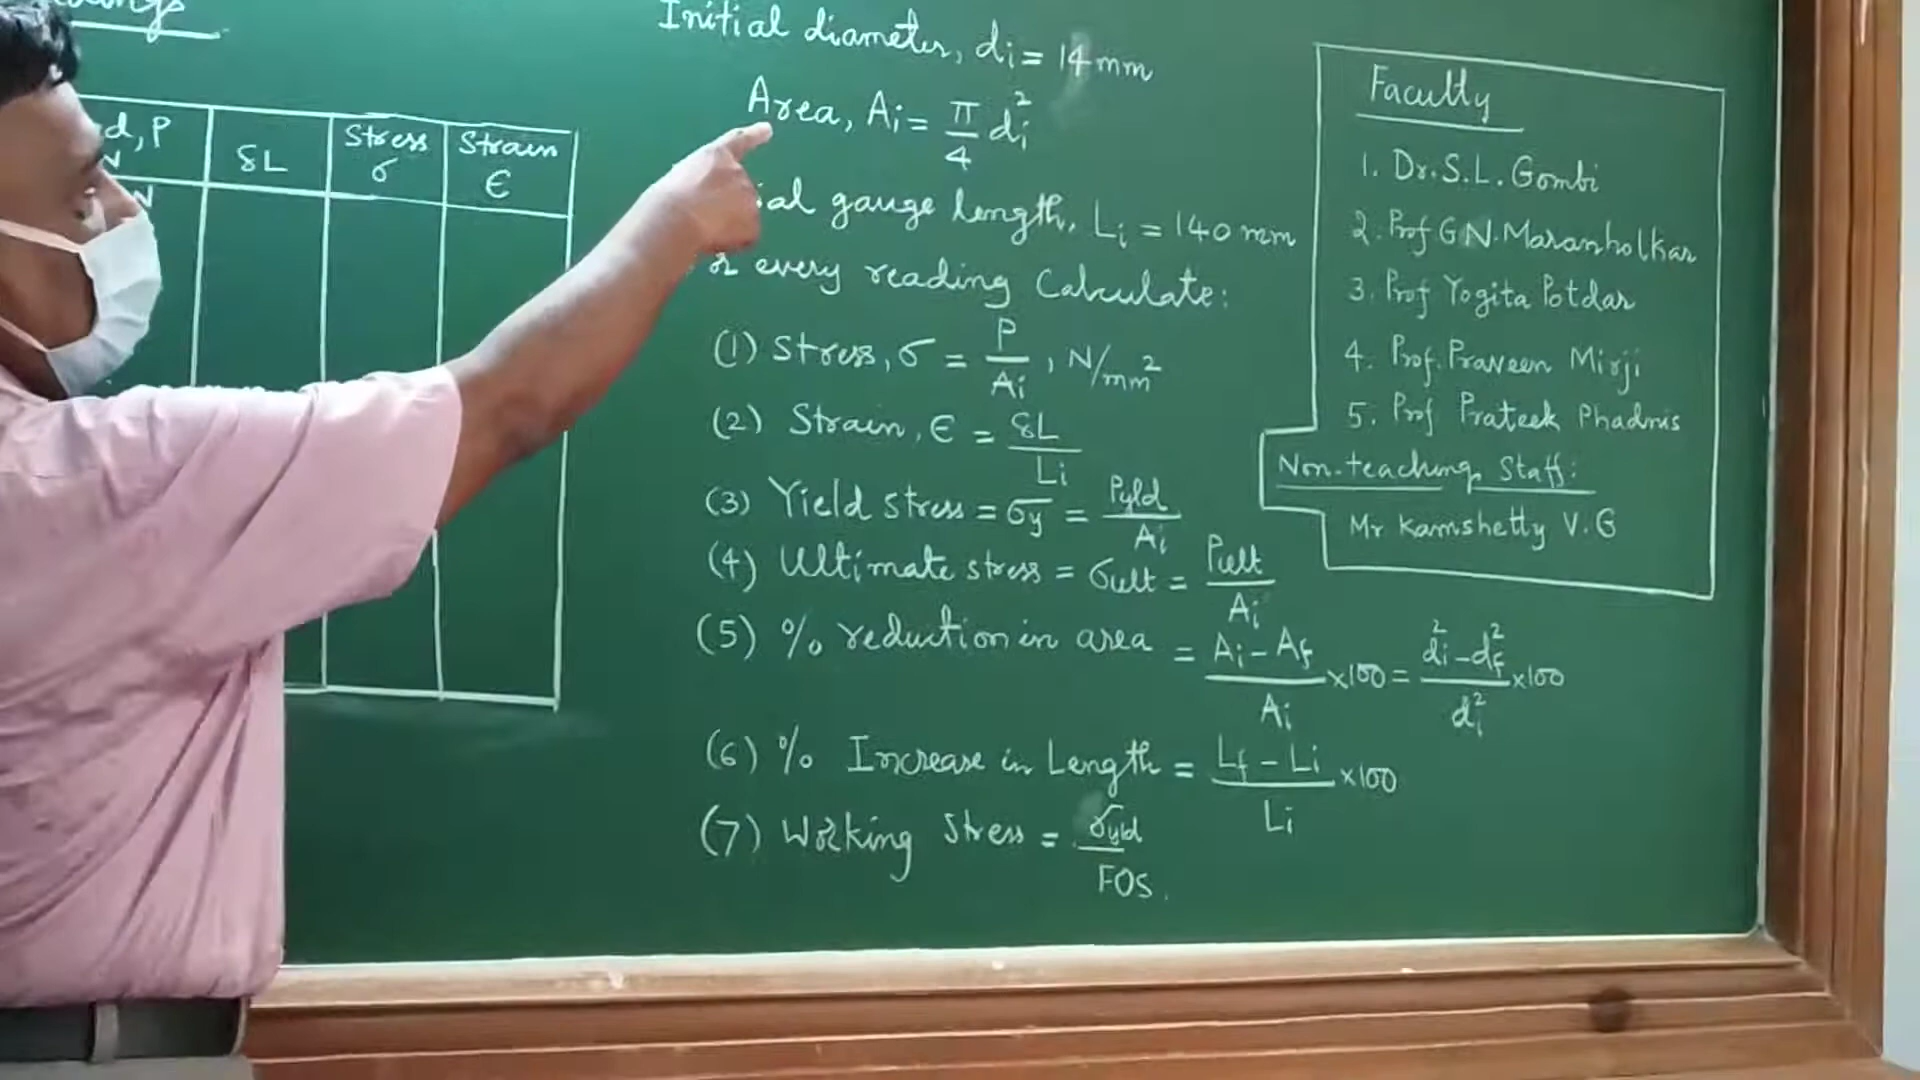 Initial diameter, di = 14 mm
Area, Ai = π/4 di²
gauge length, Li = 140 mm
every reading Calculate:
(1) Stress, σ = P/Ai, N/mm²
(2) Strain, ϵ = δL/Li
(3) Yield stress = σy = Pyld/Ai
(4) Ultimate stress = σult = Pult/Ai
(5) % reduction in area = Ai - Af/Ai ×100 = di² - df²/di² ×100
(6) % Increase in Length = Lf - Li/Li ×100
(7) Working Stress = σyld/FOS.
P
δL
Stress σ
Strain ϵ
Faculty
1. Dr. S. L. Gombi
2. Prof G N. Maranholkar
3. Prof Yogita Potdar
4. Prof. Praveen Mirji
5. Prof Prateek Phadnis
Non-teaching Staff:
Mr Kamshetty V. G